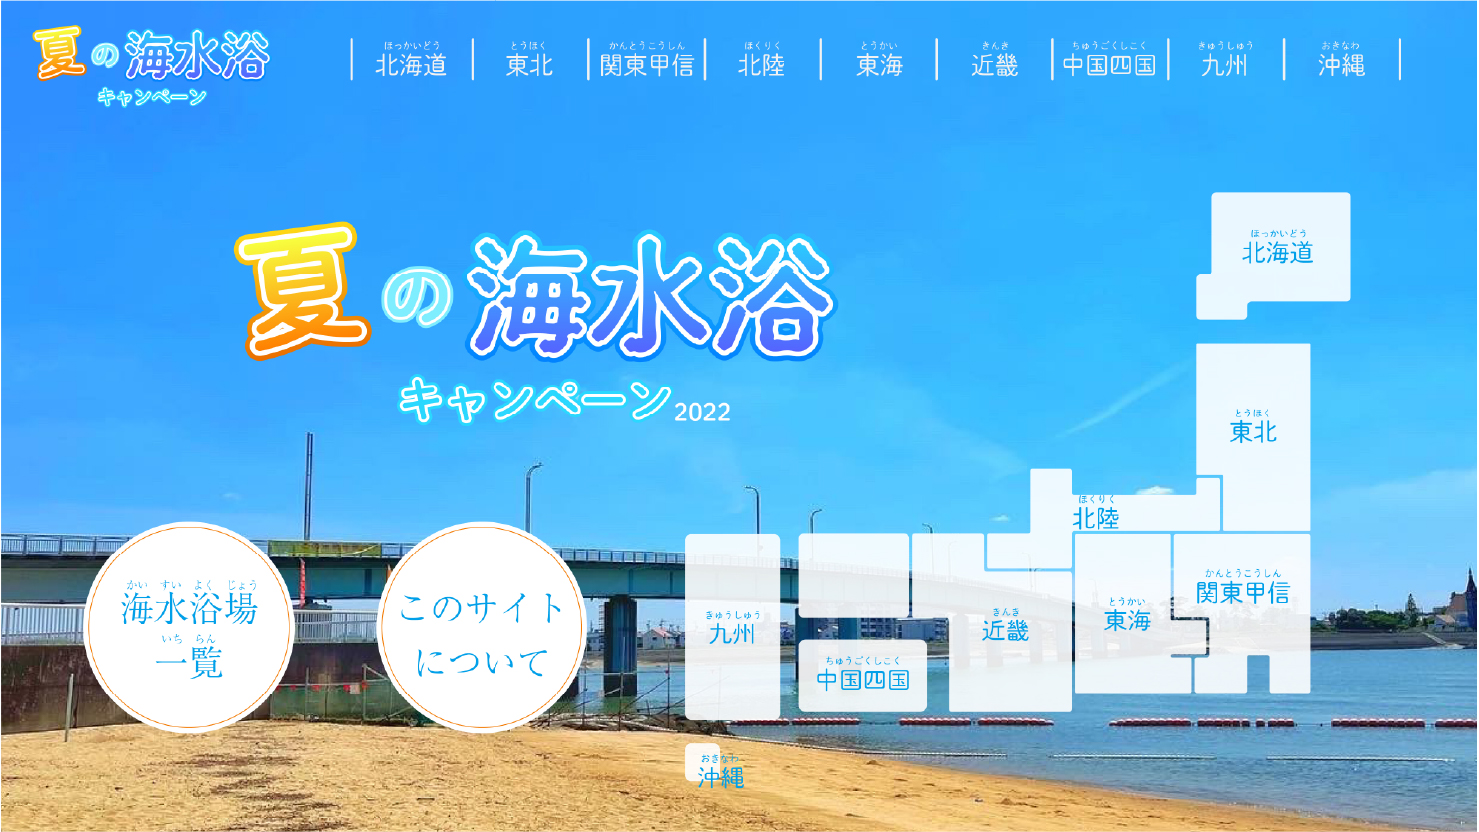 夏の海水浴
キャンペーン
ほっかいどう
北海道
とうほく
東北
かんとうこうしん
関東甲信
ほくりく
北陸
とうかい
東海
きんき
近畿
ちゅうごくしこく
中国四国
きゅうしゅう
九州
おきなわ
沖縄
夏の海水浴
キャンペーン2022
ほっかいどう
北海道
とうほく
東北
ほくりく
北陸
かんとうこうしん
関東甲信
とうかい
東海
きんき
近畿
ちゅうごくしこく
中国四国
きゅうしゅう
九州
おきなわ
沖縄
かい すい よく じょう
海水浴場
いち らん
一覧
このサイト
について